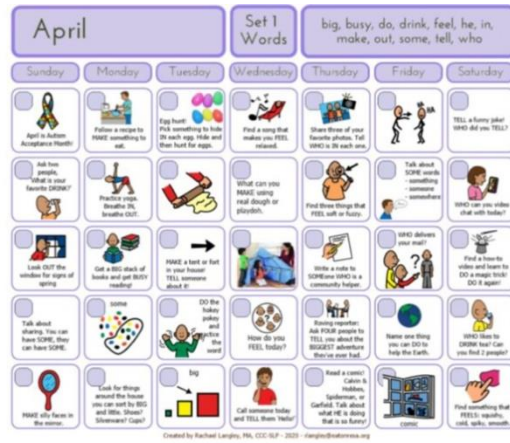 April
Set 1
Words
big, busy, do, drink, feel, he, in,
make, out, some, tell, who
Sunday
Monday
Tuesday
Wednesday
Thursday
Friday
Saturday
April is Autism
Acceptance Month!
Follow a recipe to
MAKE something to
eat.
Egg hunt:
Pick something to hide
IN each egg. Hide and
then hunt for eggs.
Find a song that
makes you FEEL
relaxed.
Share three of your
favorite photos. Tell
WHO is IN each one.
HA
HA
TELL a funny joke!
WHO did you TELL?
Ask two
people,
What is your
favorite DRINK?
Practice yoga.
Breathe IN,
breathe OUT.
What can you
MAKE using
real dough or
playdoh.
Find three things that
FEEL soft or fuzzy.
Talk about
SOME words
- something
- someone
- somewhere
WHO can you video
chat with today?
Look OUT the
window for signs of
spring
Get a BIG stack of
books and get BUSY
reading!
MAKE a tent or fort
in your house!
TELL someone
about it!
Write a note to
SOMEone WHO is a
community helper.
WHO delivers
your mail?
Find a how-to
video and learn to
DO a magic trick!
DO it again!
Talk about
sharing. You can
have SOME, they
can have SOME.
some
DO the
hokey
pokey
and
practice
the
word
How do you
FEEL today?
Roving reporter:
Ask FOUR people to
TELL you about the
BIGGEST adventure
they've ever had.
Name one thing
you can DO to
help the Earth.
WHO likes to
DRINK tea? Can
you find 2 people?
MAKE silly faces in
the mirror.
Look for things
around the house
you can sort by BIG
and little. Shoes?
Silverware? Cups?
big
Call someone today
and TELL them 'Hello!'
Read a comic!
Calvin &
Hobbes,
Spiderman, or
Garfield. Talk about
what HE is doing
that is so funny!
comic
Find something that
FEELS: squishy,
cold, spiky, smooth
Created by Rachael Langley, MA, CCC-SLP - 2020 - rlangley@eatonresa.org